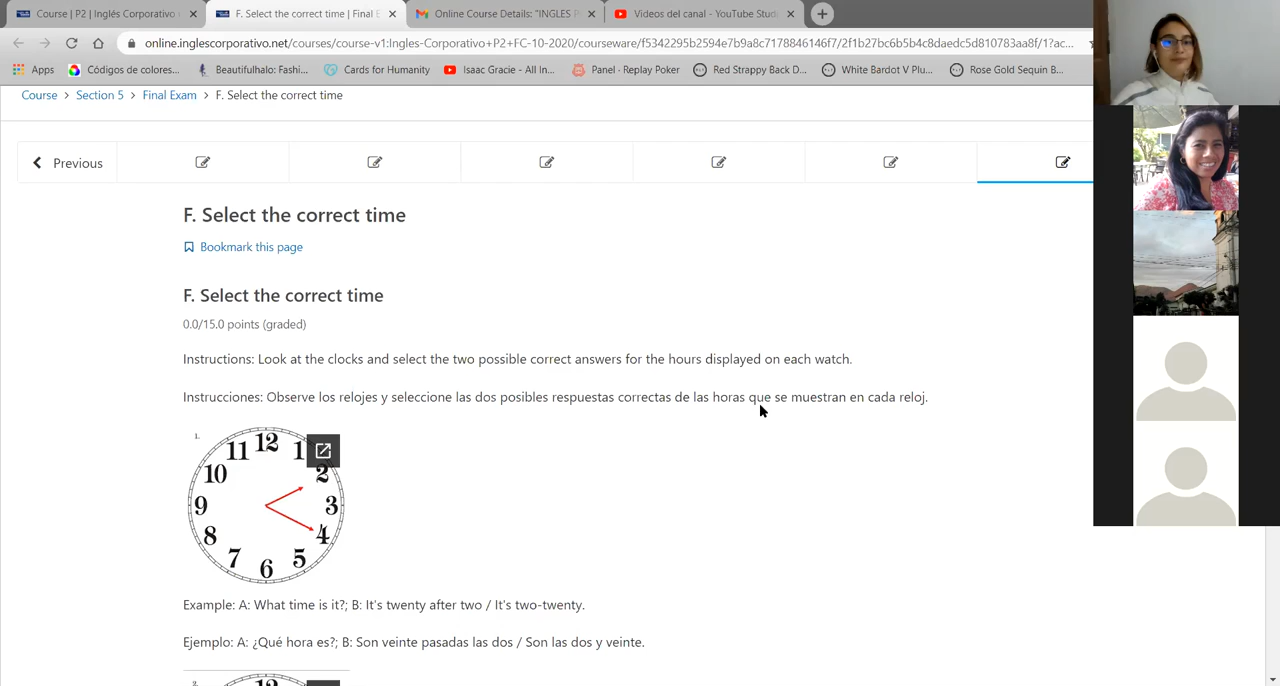 Course | P2 | Inglés Corporativo
F. Select the correct time | Final E
Online Course Details: "INGLES P
Videos del canal - YouTube Stud
online.inglescorporativo.net/courses/course-v1:Ingles-Corporativo+P2+FC-10-2020/courseware/f5342295b2594e7b9a8c7178846146f7/2f1b27bc6b5b4c8daedc5d810783aa8f/1?ac...
Apps
Códigos de colores...
Beautifulhalo: Fashi...
Cards for Humanity
Isaac Gracie - All In...
Panel · Replay Poker
Red Strappy Back D...
White Bardot V Plu...
Rose Gold Sequin B...
Course > Section 5 > Final Exam > F. Select the correct time
Previous
F. Select the correct time
Bookmark this page
F. Select the correct time
0.0/15.0 points (graded)
Instructions: Look at the clocks and select the two possible correct answers for the hours displayed on each watch.
Instrucciones: Observe los relojes y seleccione las dos posibles respuestas correctas de las horas que se muestran en cada reloj.
1.
12
11 1
10 2
9 3
8 4
7 5
6
Example: A: What time is it?; B: It's twenty after two / It's two-twenty.
Ejemplo: A: ¿Qué hora es?; B: Son veinte pasadas las dos / Son las dos y veinte.
2.
12